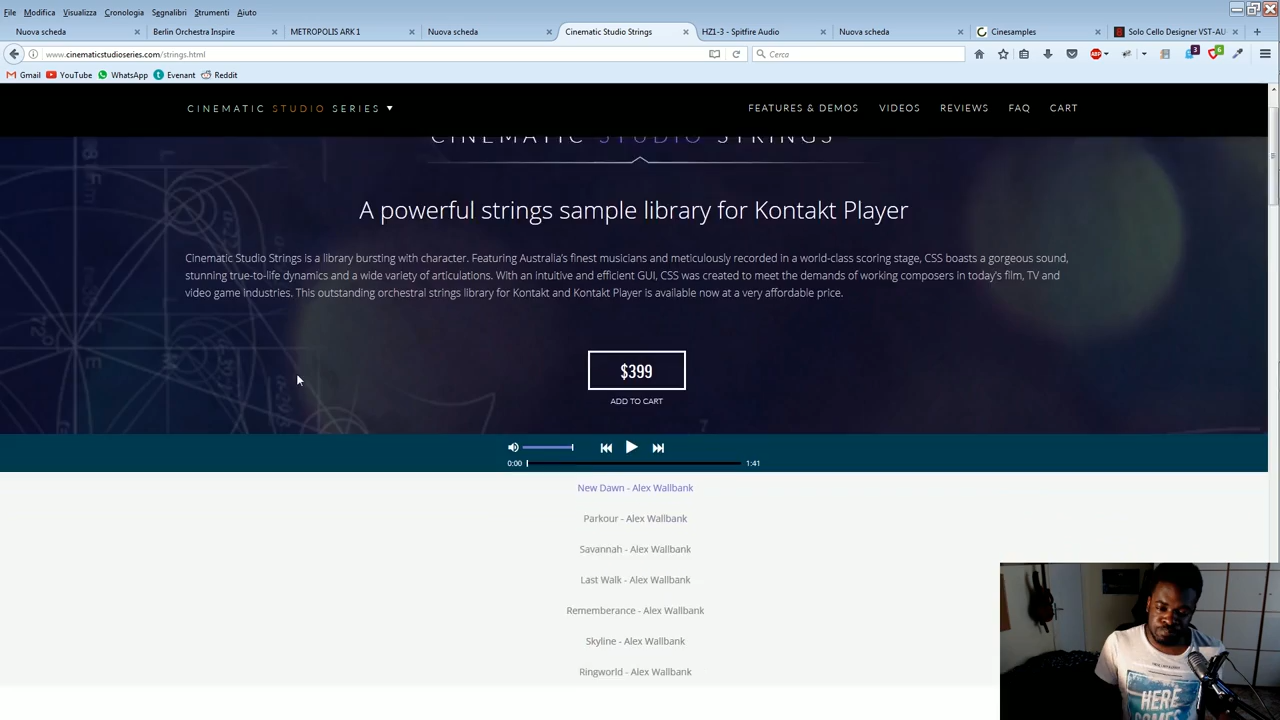 File Modifica Visualizza Cronologia Segnalibri Strumenti Aiuto
Nuova scheda Berlin Orchestra Inspire METROPOLIS ARK 1 Nuova scheda Cinematic Studio Strings HZ1-3 - Spitfire Audio Nuova scheda Cinesamples Solo Cello Designer VST-AU-
www.cinematicstudioseries.com/strings.html Cerca ABP 3 6
Gmail YouTube WhatsApp Evenant Reddit
CINEMATIC STUDIO SERIES FEATURES & DEMOS VIDEOS REVIEWS FAQ CART
CINEMATIC STUDIO STRINGS
A powerful strings sample library for Kontakt Player
Cinematic Studio Strings is a library bursting with character. Featuring Australia's finest musicians and meticulously recorded in a world-class scoring stage, CSS boasts a gorgeous sound,
stunning true-to-life dynamics and a wide variety of articulations. With an intuitive and efficient GUI, CSS was created to meet the demands of working composers in today's film, TV and
video game industries. This outstanding orchestral strings library for Kontakt and Kontakt Player is available now at a very affordable price.
$399
ADD TO CART
0:00 1:41
New Dawn - Alex Wallbank
Parkour - Alex Wallbank
Savannah - Alex Wallbank
Last Walk - Alex Wallbank
Rememberance - Alex Wallbank
Skyline - Alex Wallbank
Ringworld - Alex Wallbank
HERE
COMES